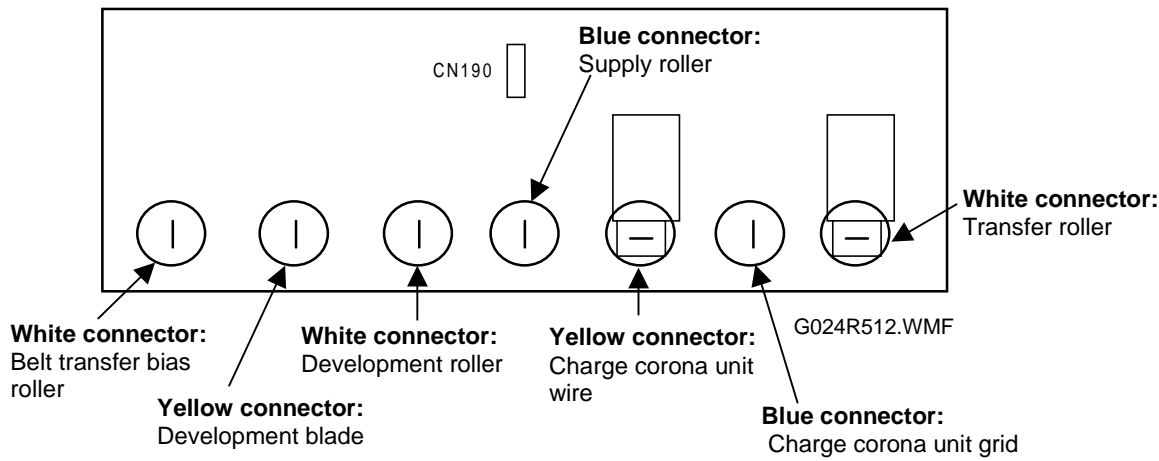 Blue connector:
Supply roller
CN190
White connector:
Transfer roller
G024R512.WMF
White connector:
Belt transfer bias
roller
White connector:
Development roller
Yellow connector:
Charge corona unit
wire
Yellow connector:
Development blade
Blue connector:
Charge corona unit grid